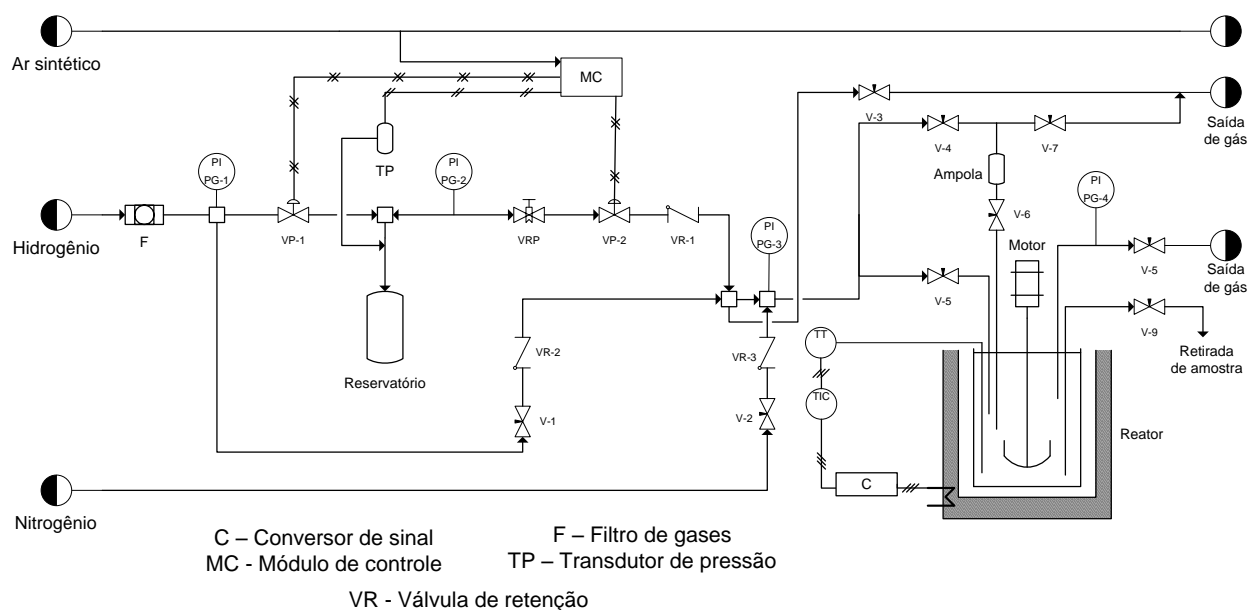 Ar sintético
MC
Saída
de gás
V-3
V-4
V-7
TP
Ampola
PI
PG-1
PI
PG-2
PI
PG-4
V-6
Hidrogênio
F
VP-1
VRP
VP-2
VR-1
PI
PG-3
Motor
V-5
V-5
Saída
de gás
V-9
Retirada
de amostra
TT
VR-2
VR-3
Reservatório
TIC
V-1
V-2
Reator
C
Nitrogênio
C – Conversor de sinal
F – Filtro de gases
MC - Módulo de controle
TP – Transdutor de pressão
VR - Válvula de retenção